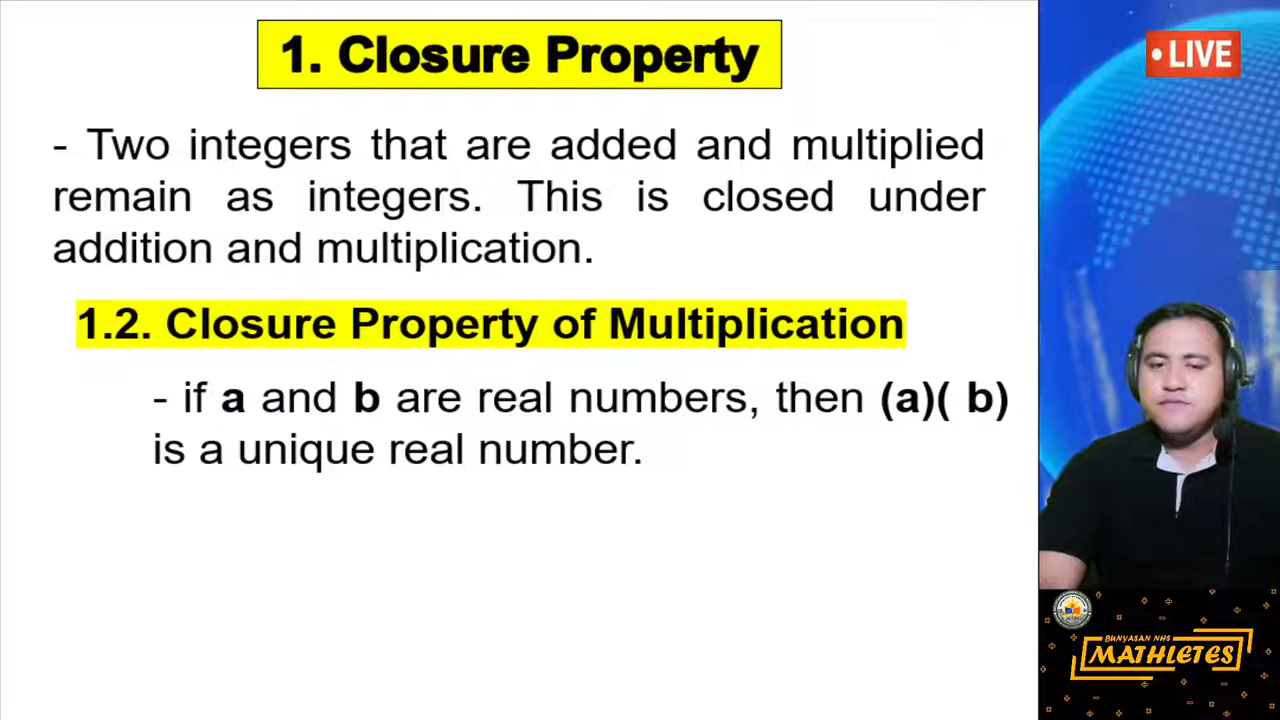 1. Closure Property
• LIVE
- Two integers that are added and multiplied
remain as integers. This is closed under
addition and multiplication.
1.2. Closure Property of Multiplication
- if a and b are real numbers, then (a)( b)
is a unique real number.
BUNYASAN NHS
MATHLETES